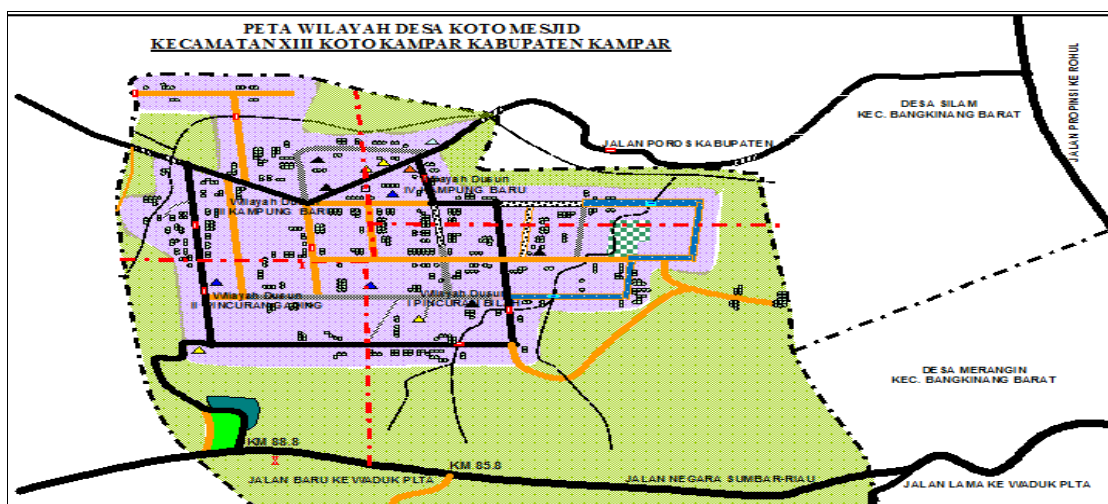 PETA WILAYAH DESA KOTO MESJID
KECAMATAN XIII KOTO KAMPAR KABUPATEN KAMPAR
JALAN PROPINSI KE ROHUL
DESA SILAM
KEC. BANGKINANG BARAT
JALAN POROS KABUPATEN
Wilayah Dusun
IV KAMPUNG BARU
Wilayah Dusun
III KAMPUNG BARU
Wilayah Dusun
II PINCURAN GADING
Wilayah Dusun
I PINCURAN BILAH
DESA MERANGIN
KEC. BANGKINANG BARAT
KM 88.8
KM 85.8
JALAN BARU KE WADUK PLTA
JALAN NEGARA SUMBAR-RIAU
JALAN LAMA KE WADUK PLTA